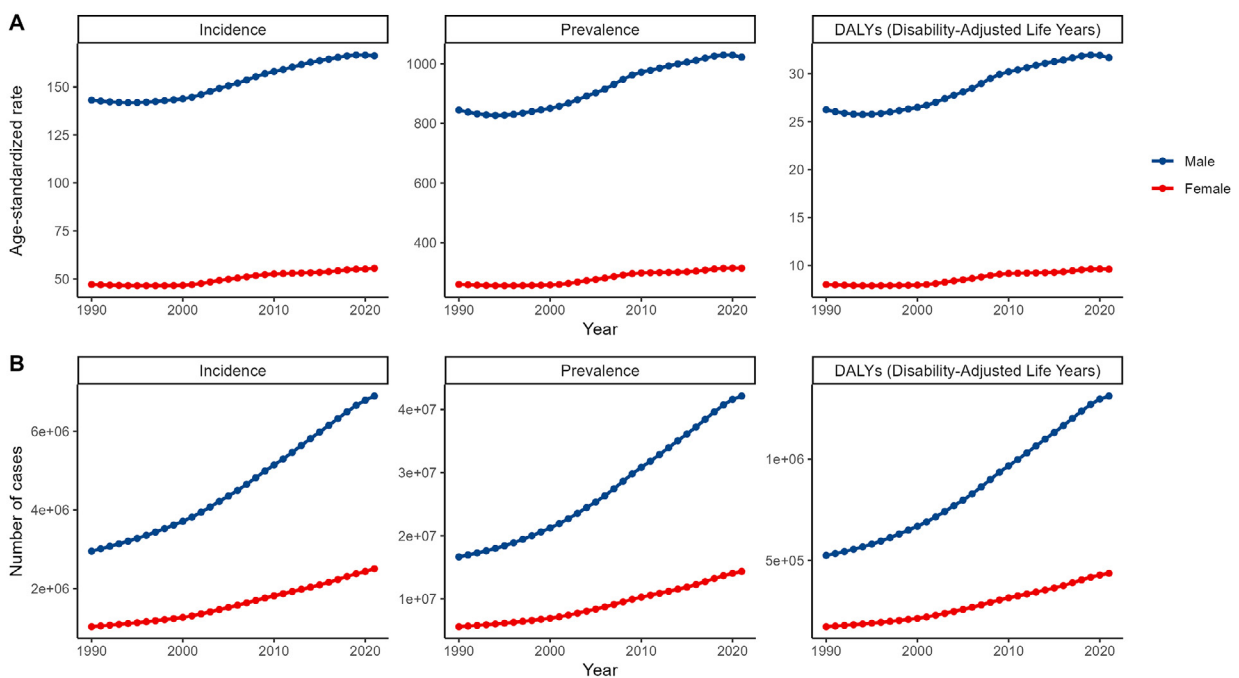 A
Incidence
Prevalence
DALYs (Disability-Adjusted Life Years)
Age-standardized rate
150
125
100
75
50
1000
800
600
400
30
25
20
15
10
1990
2000
2010
2020
1990
2000
2010
2020
1990
2000
2010
2020
Year
Male
Female
B
Incidence
Prevalence
DALYs (Disability-Adjusted Life Years)
Number of cases
6e+06
4e+06
2e+06
4e+07
3e+07
2e+07
1e+07
1e+06
5e+05
1990
2000
2010
2020
1990
2000
2010
2020
1990
2000
2010
2020
Year